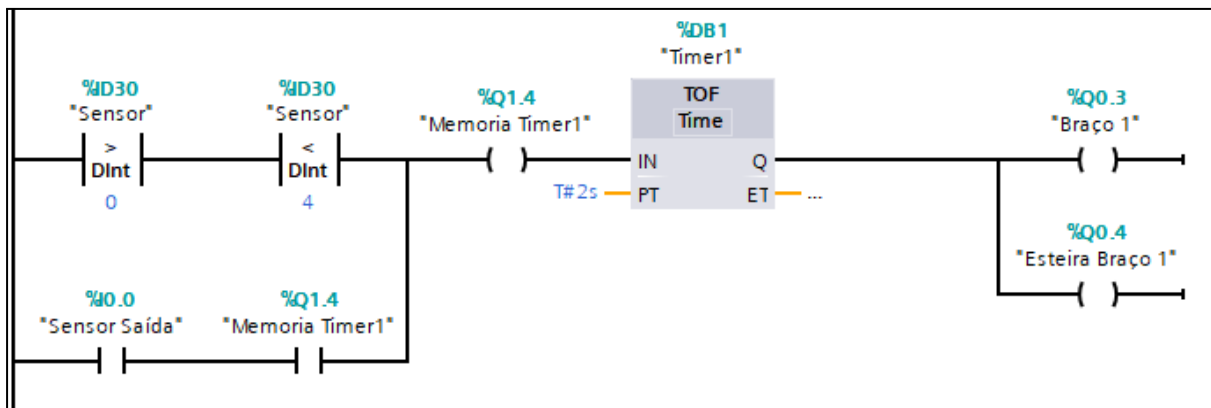 %DB1
"Timer1"
%ID30
"Sensor"
>
DInt
0
%ID30
"Sensor"
<
DInt
4
%Q1.4
"Memoria Timer1"
TOF
Time
IN
Q
T#2s
PT
ET
...
%Q0.3
"Braço 1"
%Q0.4
"Esteira Braço 1"
%I0.0
"Sensor Saída"
%Q1.4
"Memoria Timer1"